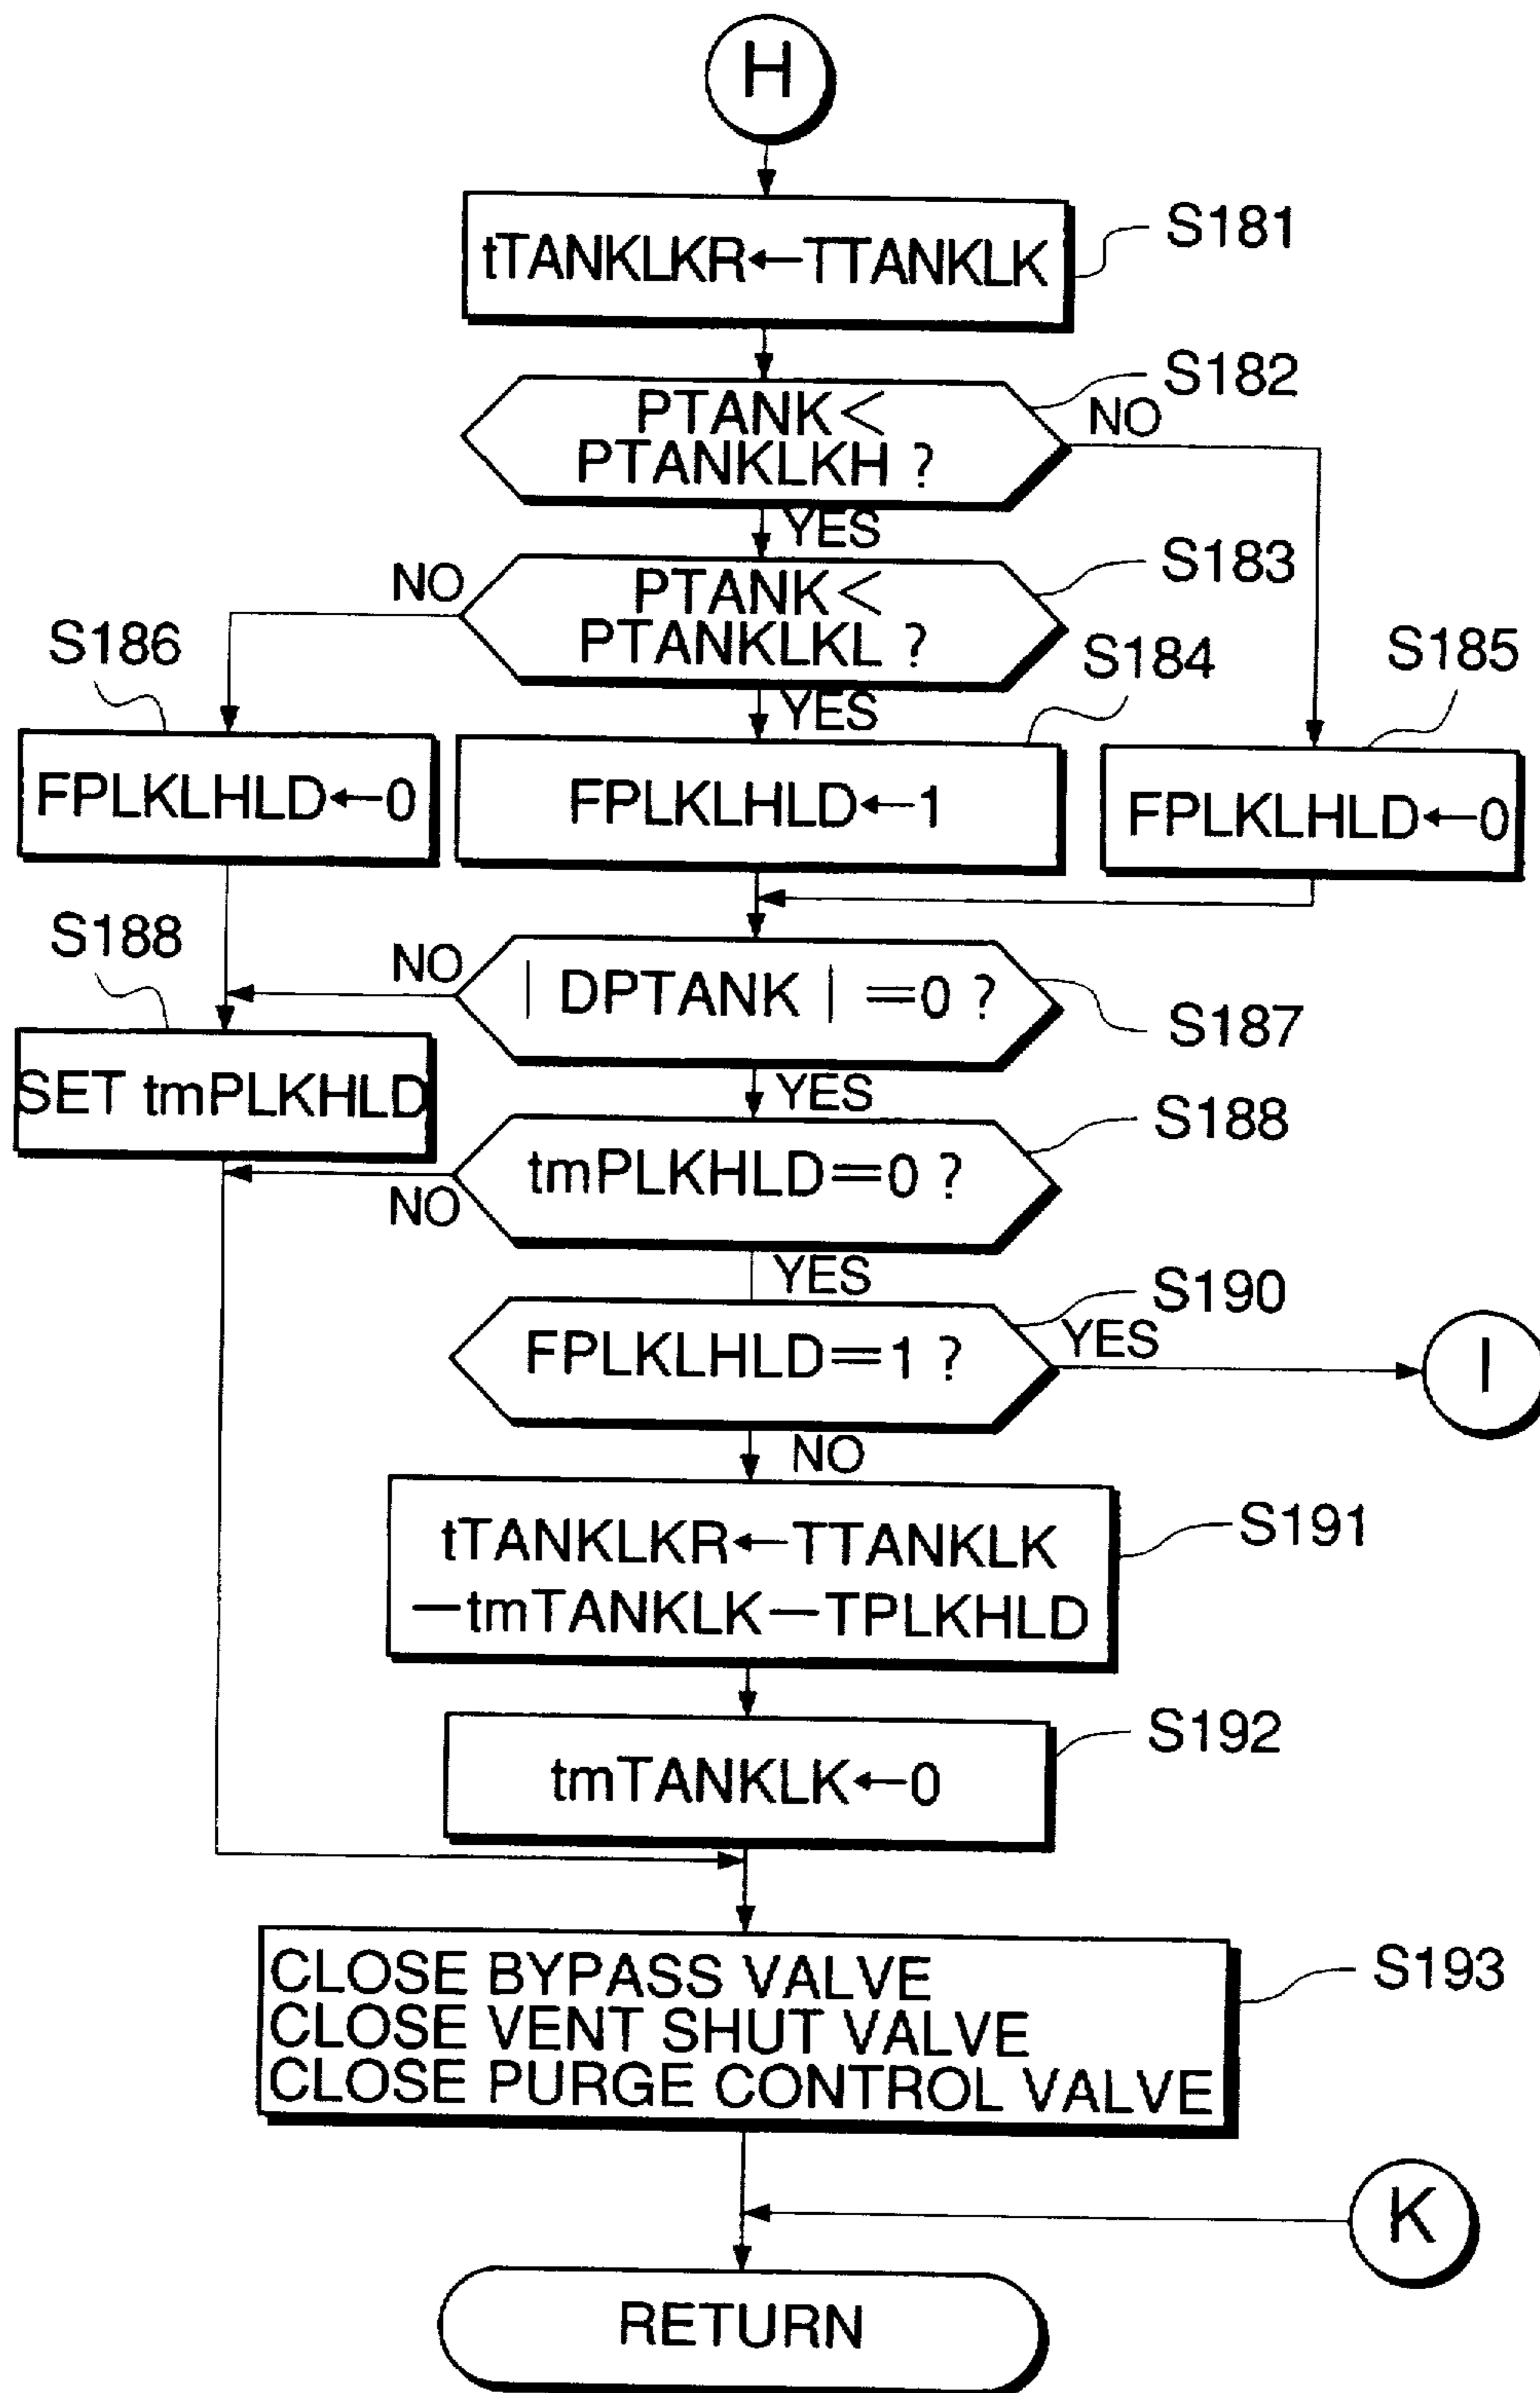 H
tTANKLKR←TTANKLK
S181
PTANK<
PTANKLKH ?
S182
NO
YES
PTANK<
PTANKLKL ?
S183
NO
YES
S186
S184
S185
FPLKLHLD←0
FPLKLHLD←1
FPLKLHLD←0
S188
NO
| DPTANK | =0 ?
S187
SET tmPLKHLD
YES
tmPLKHLD=0 ?
S188
NO
YES
FPLKLHLD=1 ?
S190
YES
I
NO
tTANKLKR←TTANKLK
−tmTANKLK−TPLKHLD
S191
tmTANKLK←0
S192
CLOSE BYPASS VALVE
CLOSE VENT SHUT VALVE
CLOSE PURGE CONTROL VALVE
S193
K
RETURN